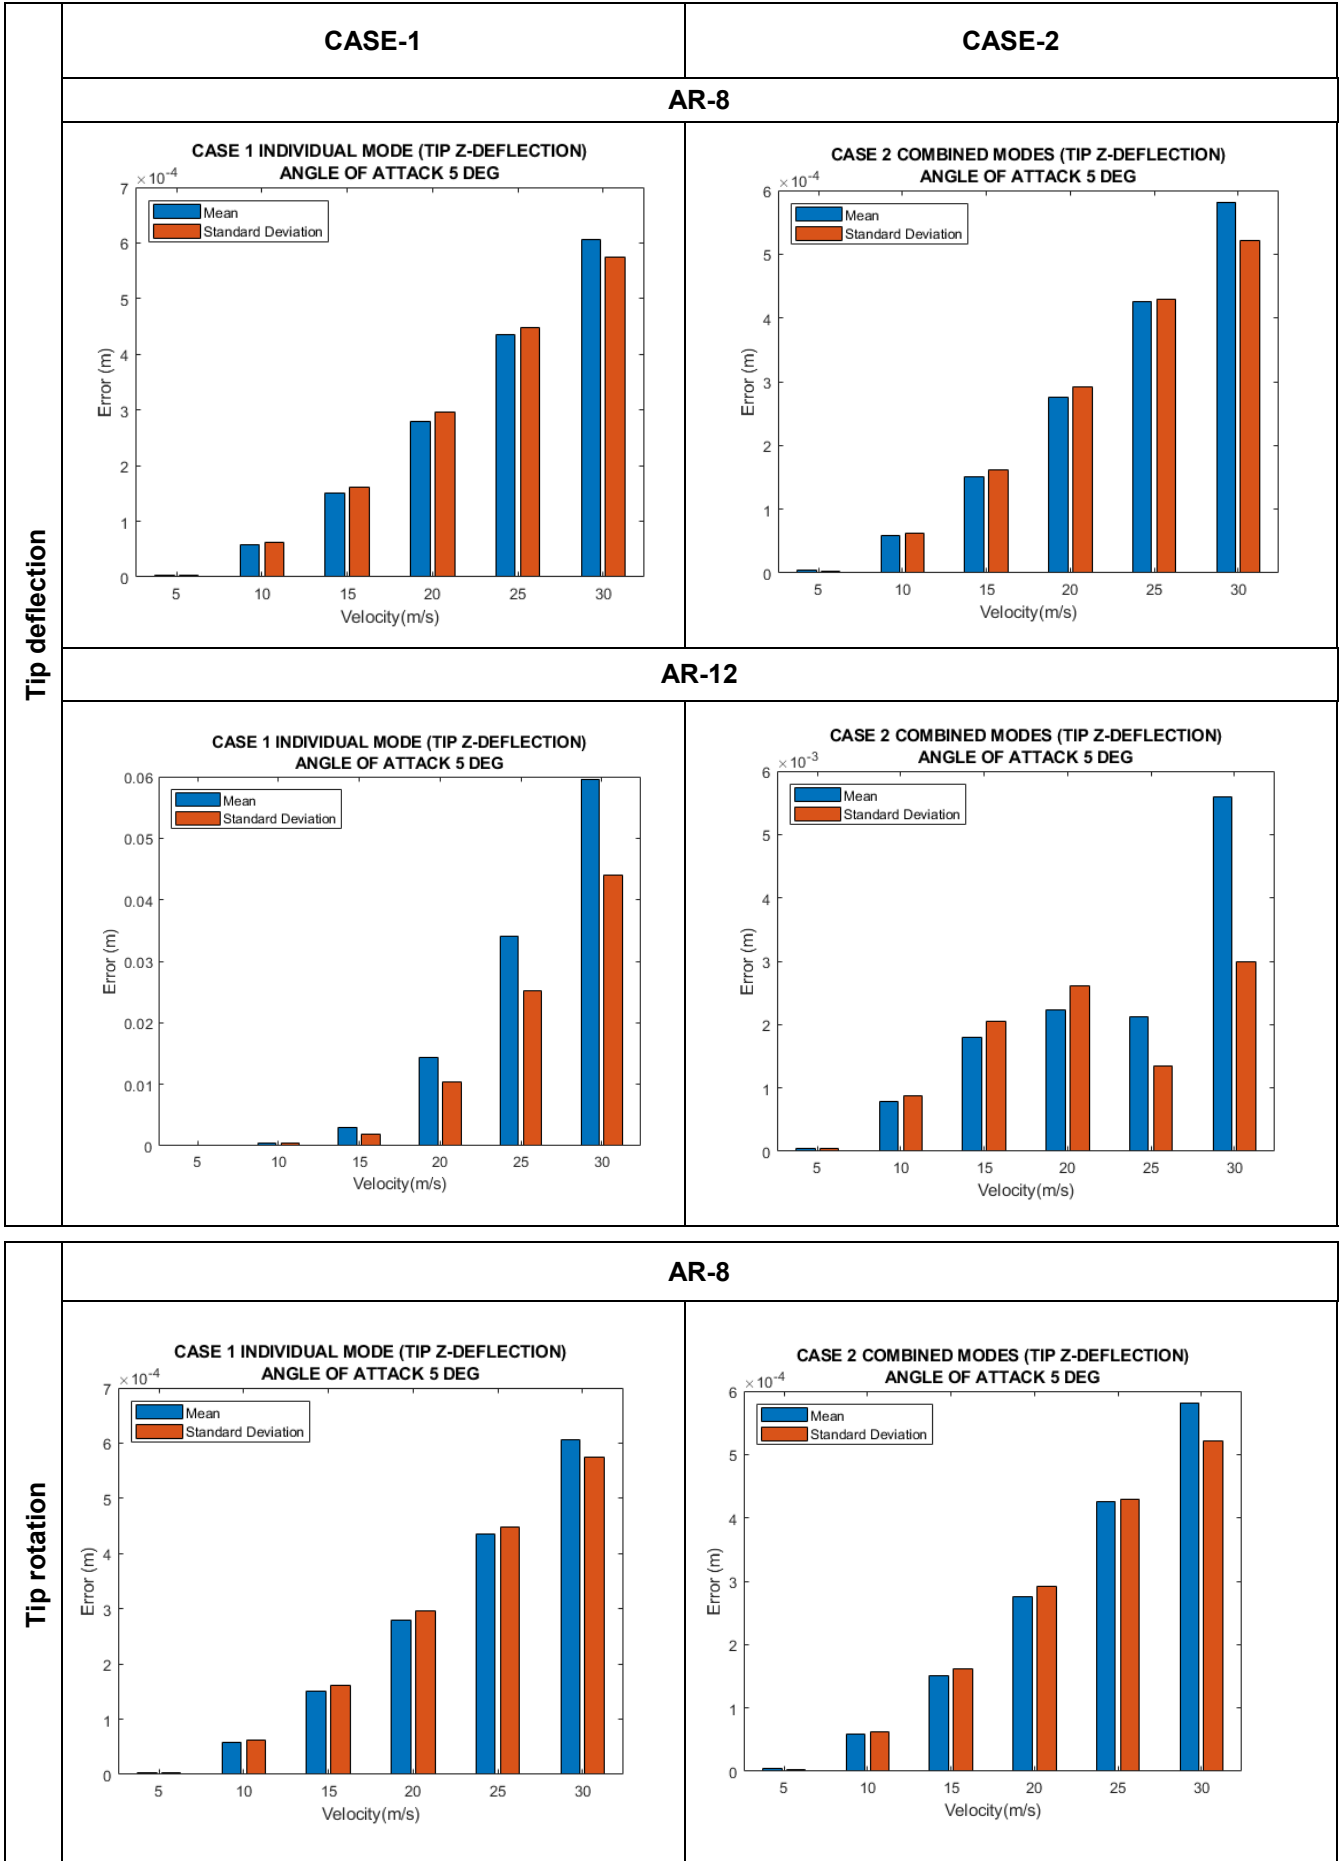 CASE-1
CASE-2
AR-8
Tip deflection
CASE 1 INDIVIDUAL MODE (TIP Z-DEFLECTION)
ANGLE OF ATTACK 5 DEG
×10-4
7
6
5
4
3
2
1
0
Error (m)
Mean
Standard Deviation
5 10 15 20 25 30
Velocity(m/s)
CASE 2 COMBINED MODES (TIP Z-DEFLECTION)
ANGLE OF ATTACK 5 DEG
×10-4
6
5
4
3
2
1
0
Error (m)
Mean
Standard Deviation
5 10 15 20 25 30
Velocity(m/s)
AR-12
CASE 1 INDIVIDUAL MODE (TIP Z-DEFLECTION)
ANGLE OF ATTACK 5 DEG
0.06
0.05
0.04
0.03
0.02
0.01
0
Error (m)
Mean
Standard Deviation
5 10 15 20 25 30
Velocity(m/s)
CASE 2 COMBINED MODES (TIP Z-DEFLECTION)
ANGLE OF ATTACK 5 DEG
×10-3
6
5
4
3
2
1
0
Error (m)
Mean
Standard Deviation
5 10 15 20 25 30
Velocity(m/s)
AR-8
Tip rotation
CASE 1 INDIVIDUAL MODE (TIP Z-DEFLECTION)
ANGLE OF ATTACK 5 DEG
×10-4
7
6
5
4
3
2
1
0
Error (m)
Mean
Standard Deviation
5 10 15 20 25 30
Velocity(m/s)
CASE 2 COMBINED MODES (TIP Z-DEFLECTION)
ANGLE OF ATTACK 5 DEG
×10-4
6
5
4
3
2
1
0
Error (m)
Mean
Standard Deviation
5 10 15 20 25 30
Velocity(m/s)